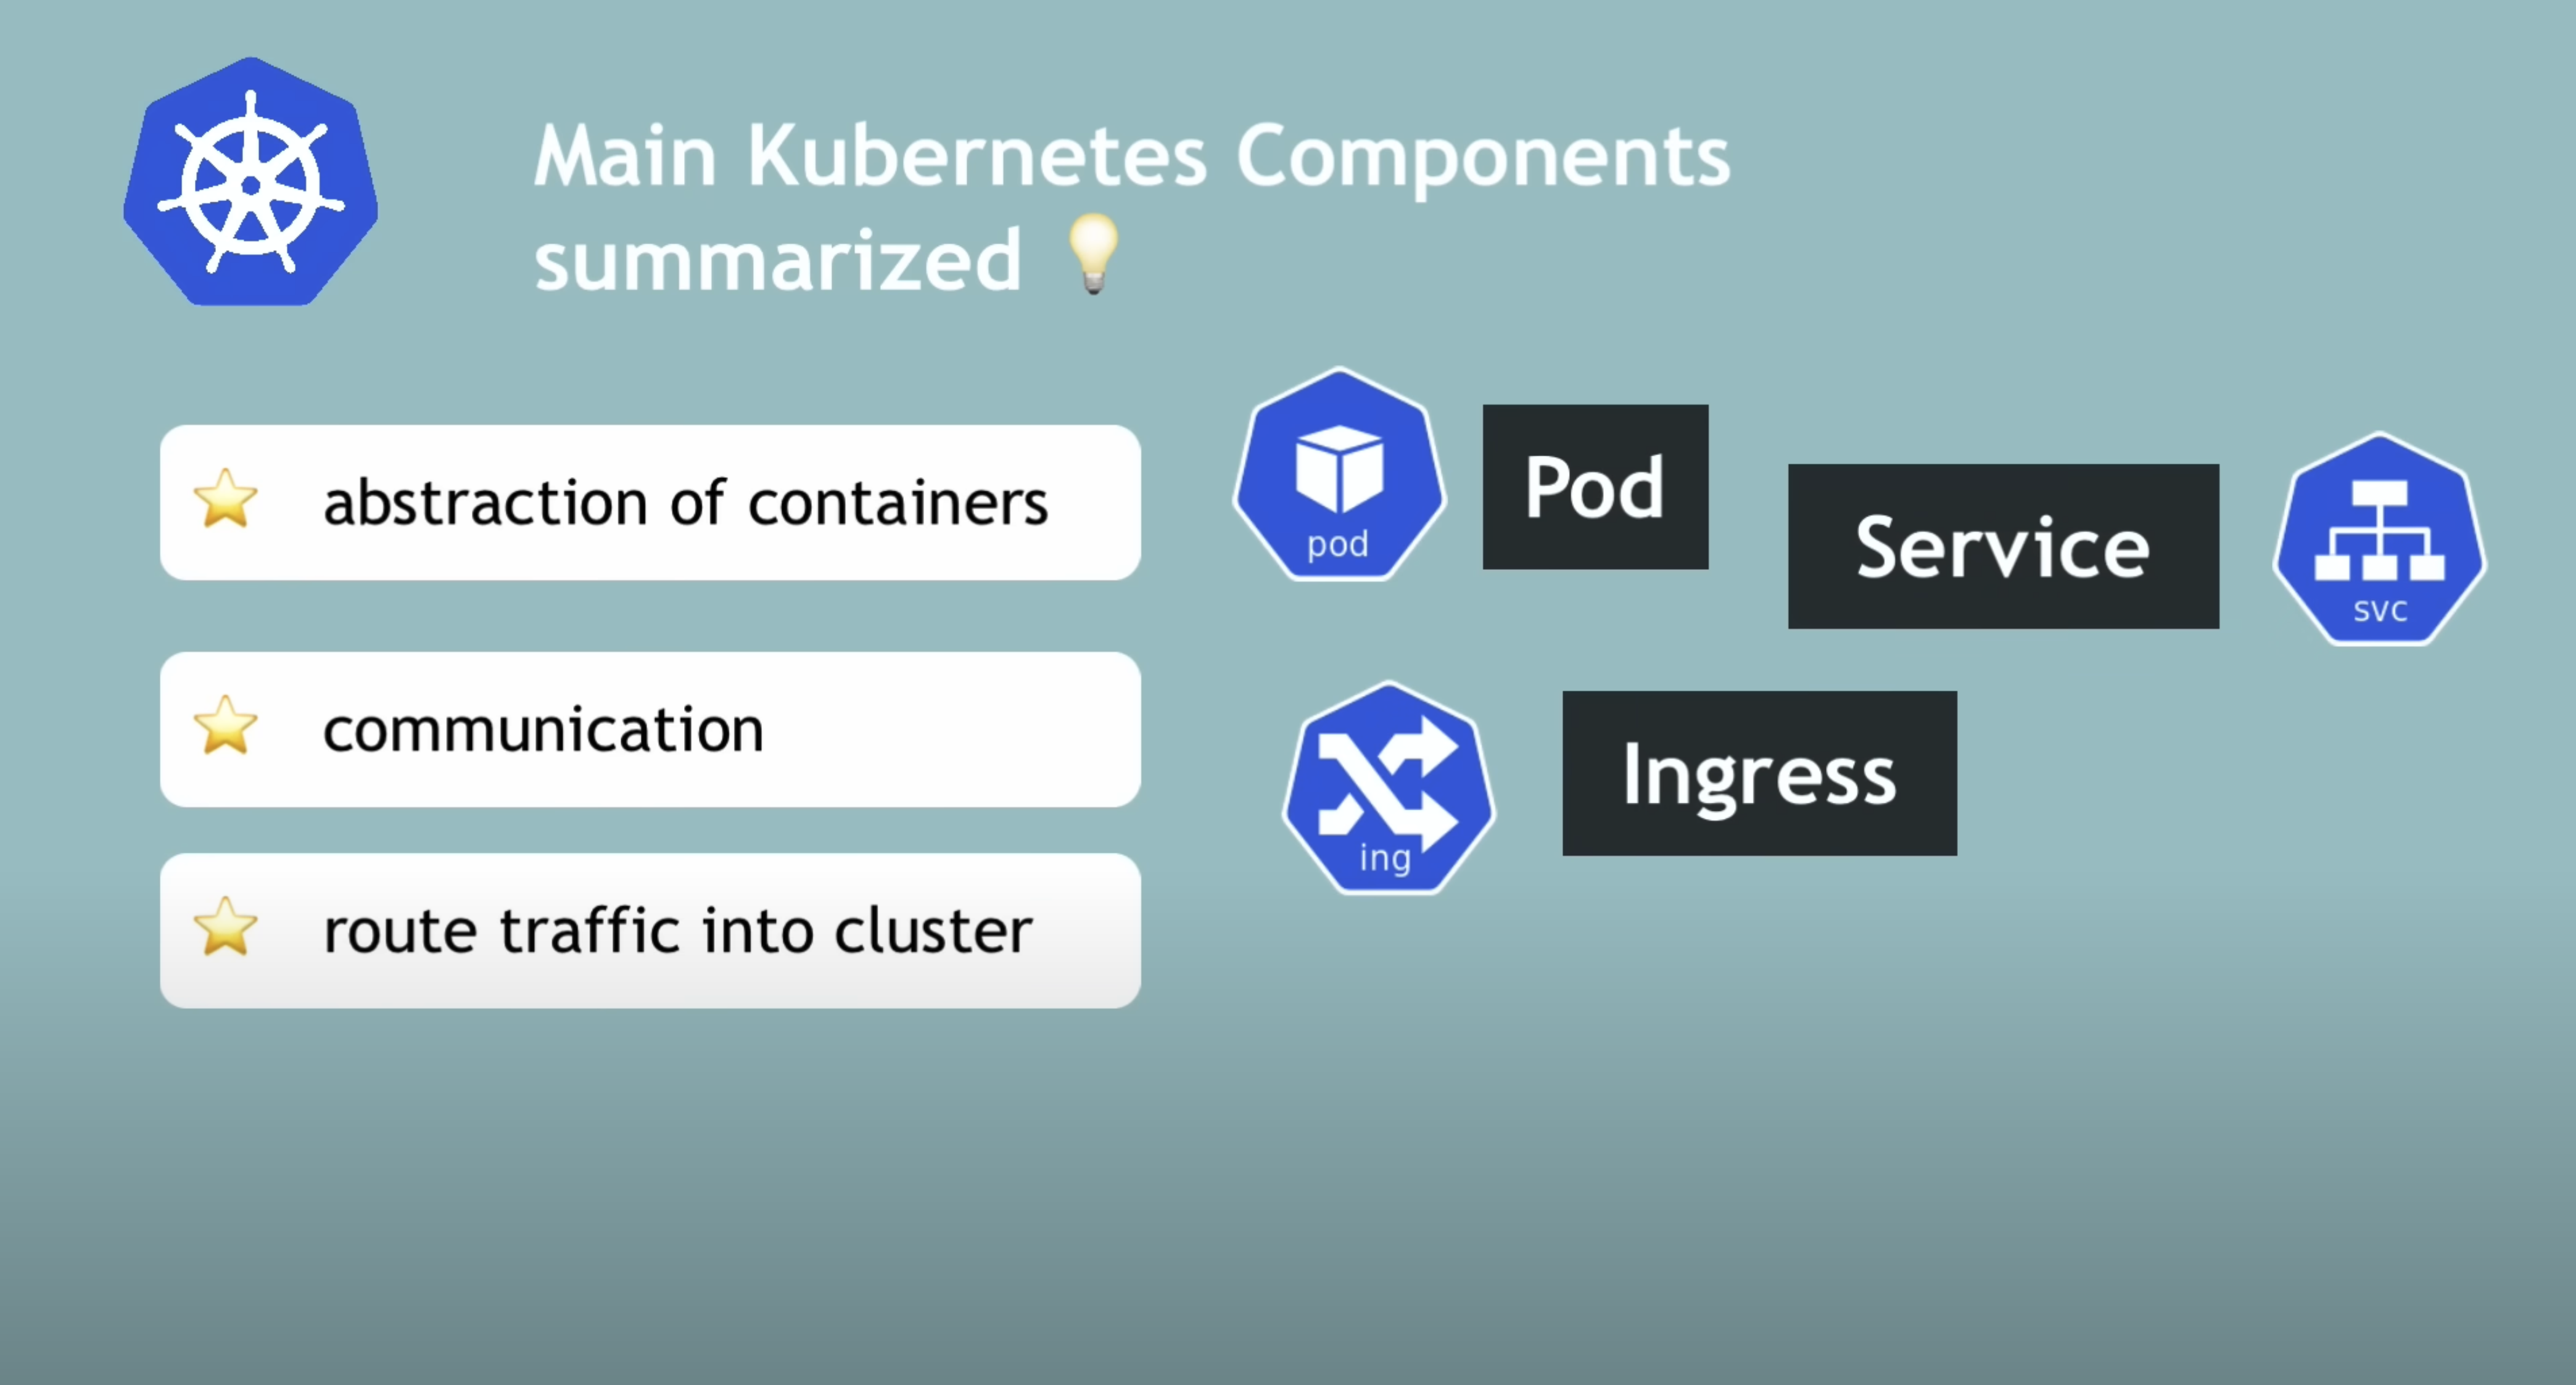 Main Kubernetes Components
summarized 💡
⭐ abstraction of containers
pod
Pod
Service
svc
⭐ communication
ing
Ingress
⭐ route traffic into cluster